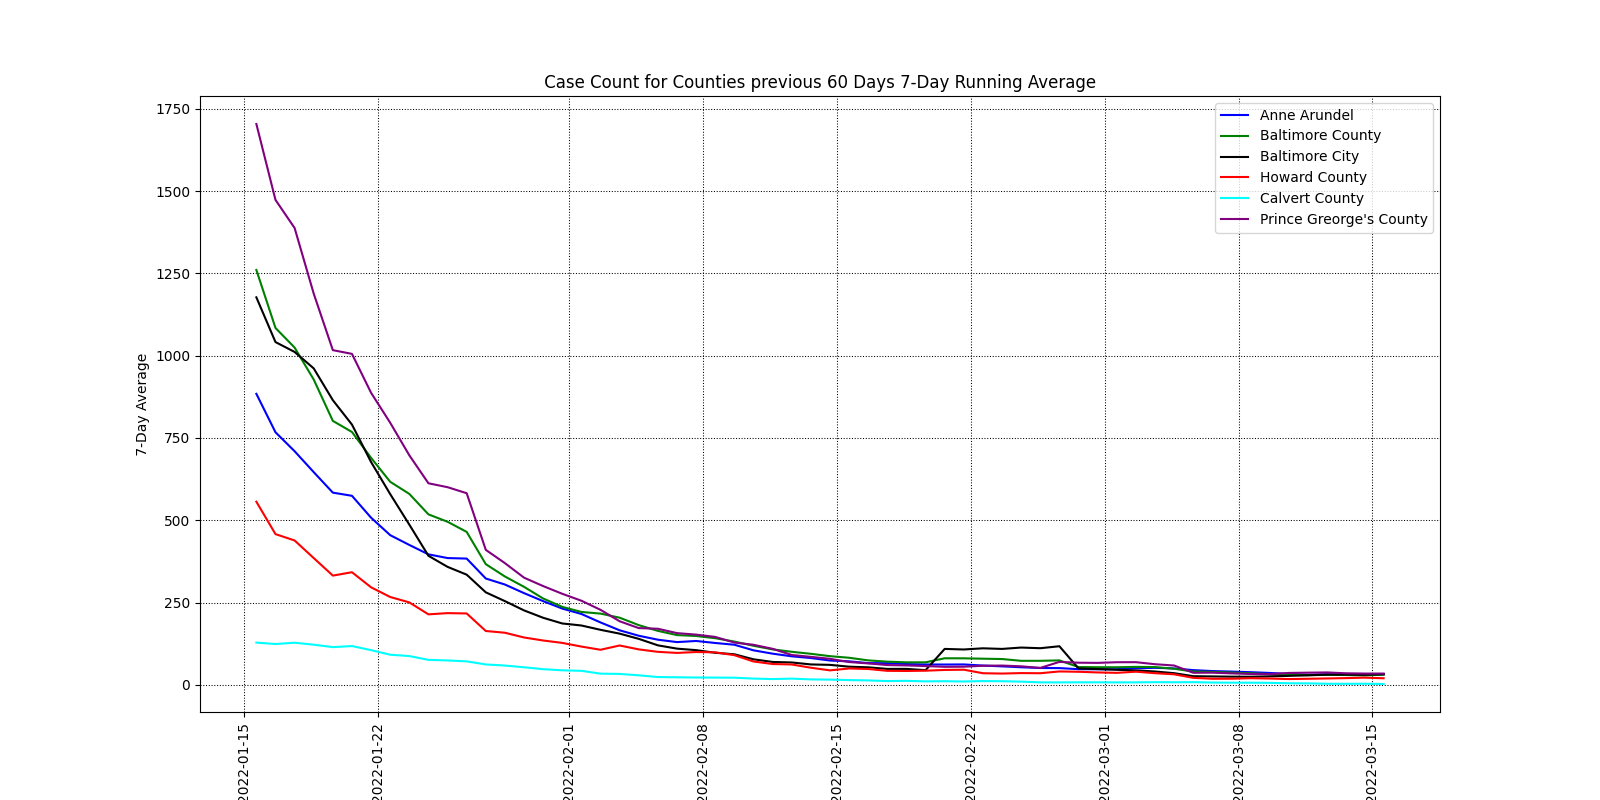 Case Count for Counties previous 60 Days 7-Day Running Average
1750
1500
1250
1000
750
500
250
0
7-Day Average
Anne Arundel
Baltimore County
Baltimore City
Howard County
Calvert County
Prince Greorge's County
2022-01-15
2022-01-22
2022-02-01
2022-02-08
2022-02-15
2022-02-22
2022-03-01
2022-03-08
2022-03-15